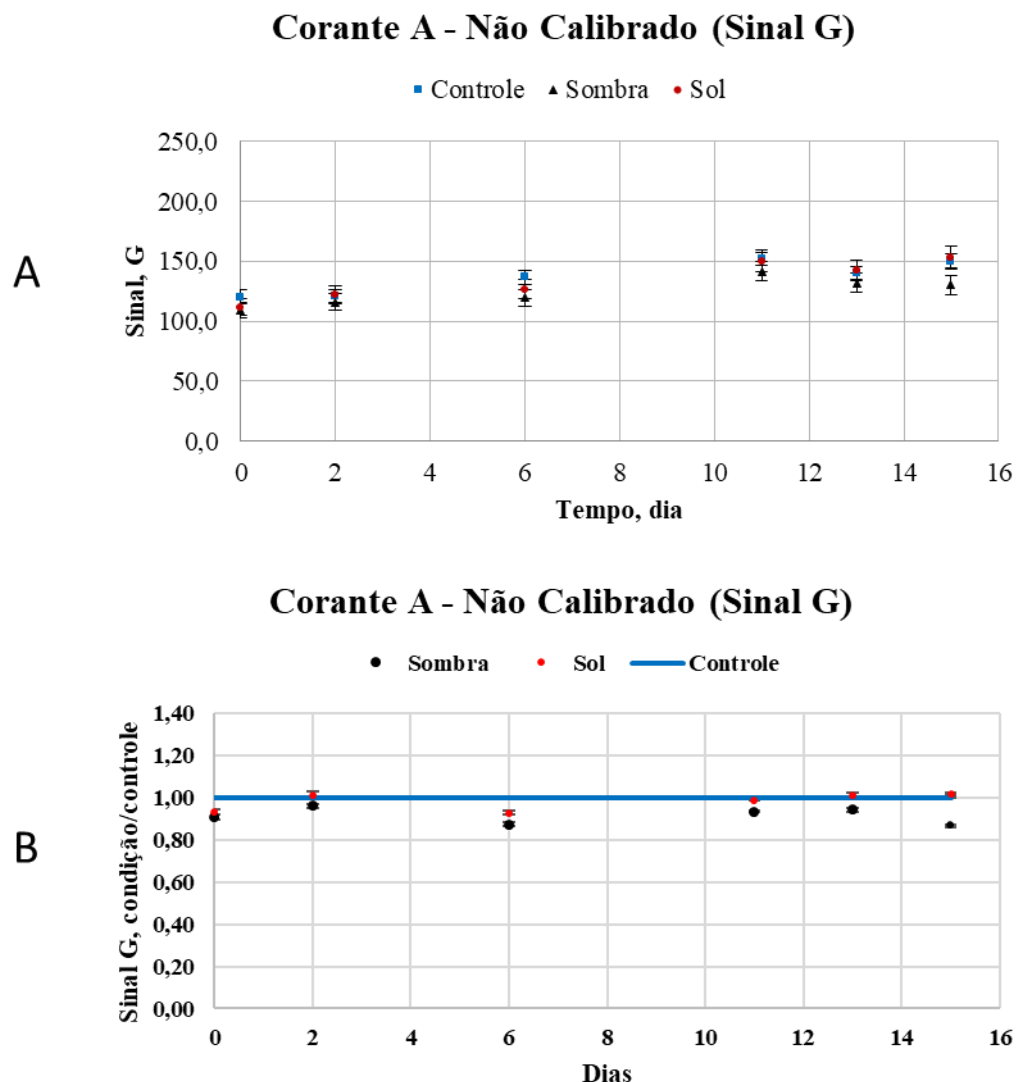 Corante A - Não Calibrado (Sinal G)
Controle Sombra Sol
A
Sinal, G
250,0
200,0
150,0
100,0
50,0
0,0
0 2 4 6 8 10 12 14 16
Tempo, dia
Corante A - Não Calibrado (Sinal G)
Sombra Sol Controle
B
Sinal G, condição/controle
1,40
1,20
1,00
0,80
0,60
0,40
0,20
0,00
0 2 4 6 8 10 12 14 16
Dias